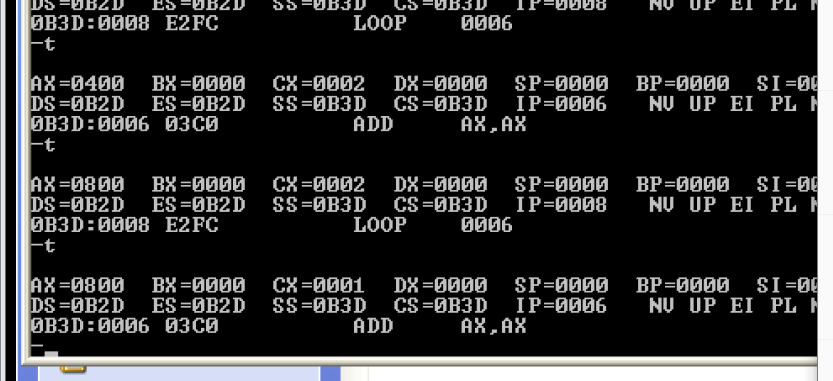 DS=0B2D ES=0B2D SS=0B3D CS=0B3D IP=0008 NV UP EI PL
0B3D:0008 E2FC LOOP 0006
-t
AX=0400 BX=0000 CX=0002 DX=0000 SP=0000 BP=0000 SI=00
DS=0B2D ES=0B2D SS=0B3D CS=0B3D IP=0006 NV UP EI PL
0B3D:0006 03C0 ADD AX,AX
-t
AX=0800 BX=0000 CX=0002 DX=0000 SP=0000 BP=0000 SI=00
DS=0B2D ES=0B2D SS=0B3D CS=0B3D IP=0008 NV UP EI PL
0B3D:0008 E2FC LOOP 0006
-t
AX=0800 BX=0000 CX=0001 DX=0000 SP=0000 BP=0000 SI=00
DS=0B2D ES=0B2D SS=0B3D CS=0B3D IP=0006 NV UP EI PL
0B3D:0006 03C0 ADD AX,AX
-